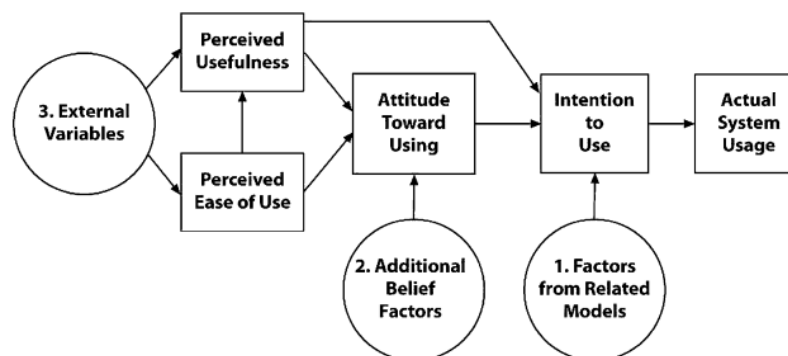 Perceived
Usefulness
3. External
Variables
Attitude
Toward
Using
Intention
to
Use
Actual
System
Usage
Perceived
Ease of Use
2. Additional
Belief
Factors
1. Factors
from Related
Models